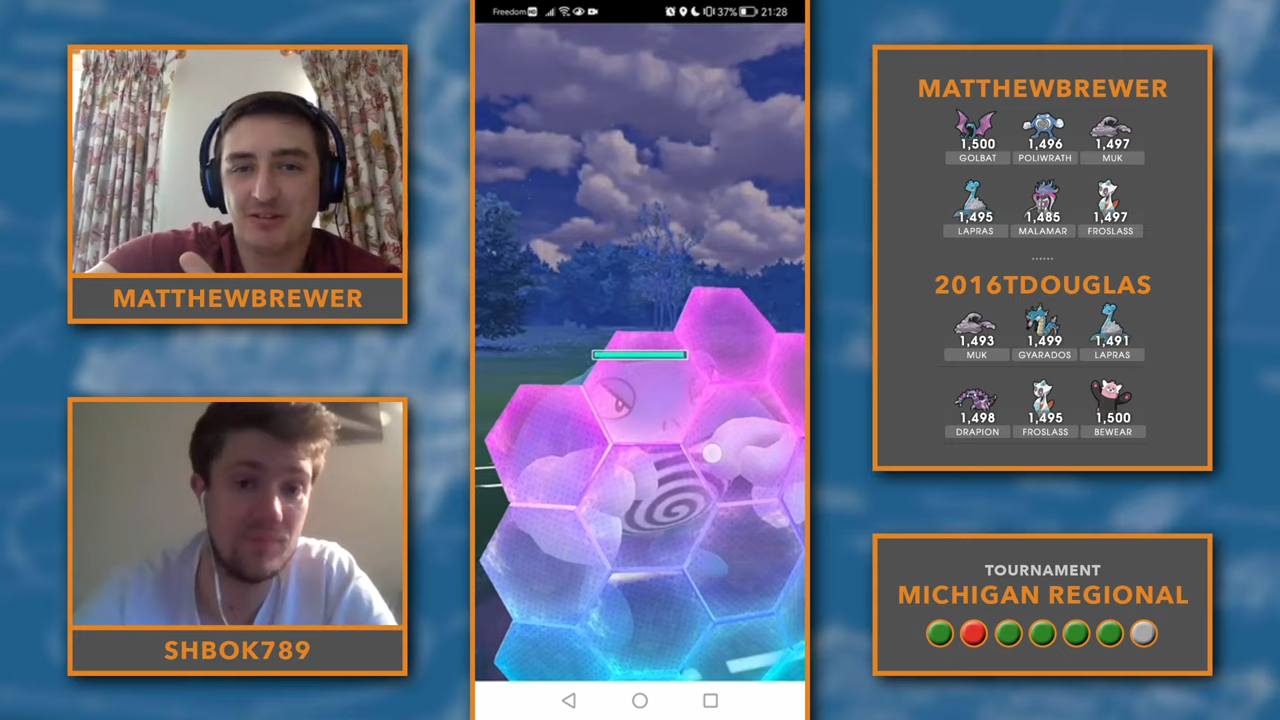 Freedom HD
37%
21:28
MATTHEWBREWER
SHBOK789
MATTHEWBREWER
1,500 1,496 1,497
GOLBAT POLIWRATH MUK
1,495 1,485 1,497
LAPRAS MALAMAR FROSLASS
......
2016TDOUGLAS
1,493 1,499 1,491
MUK GYARADOS LAPRAS
1,498 1,495 1,500
DRAPION FROSLASS BEWEAR
TOURNAMENT
MICHIGAN REGIONAL